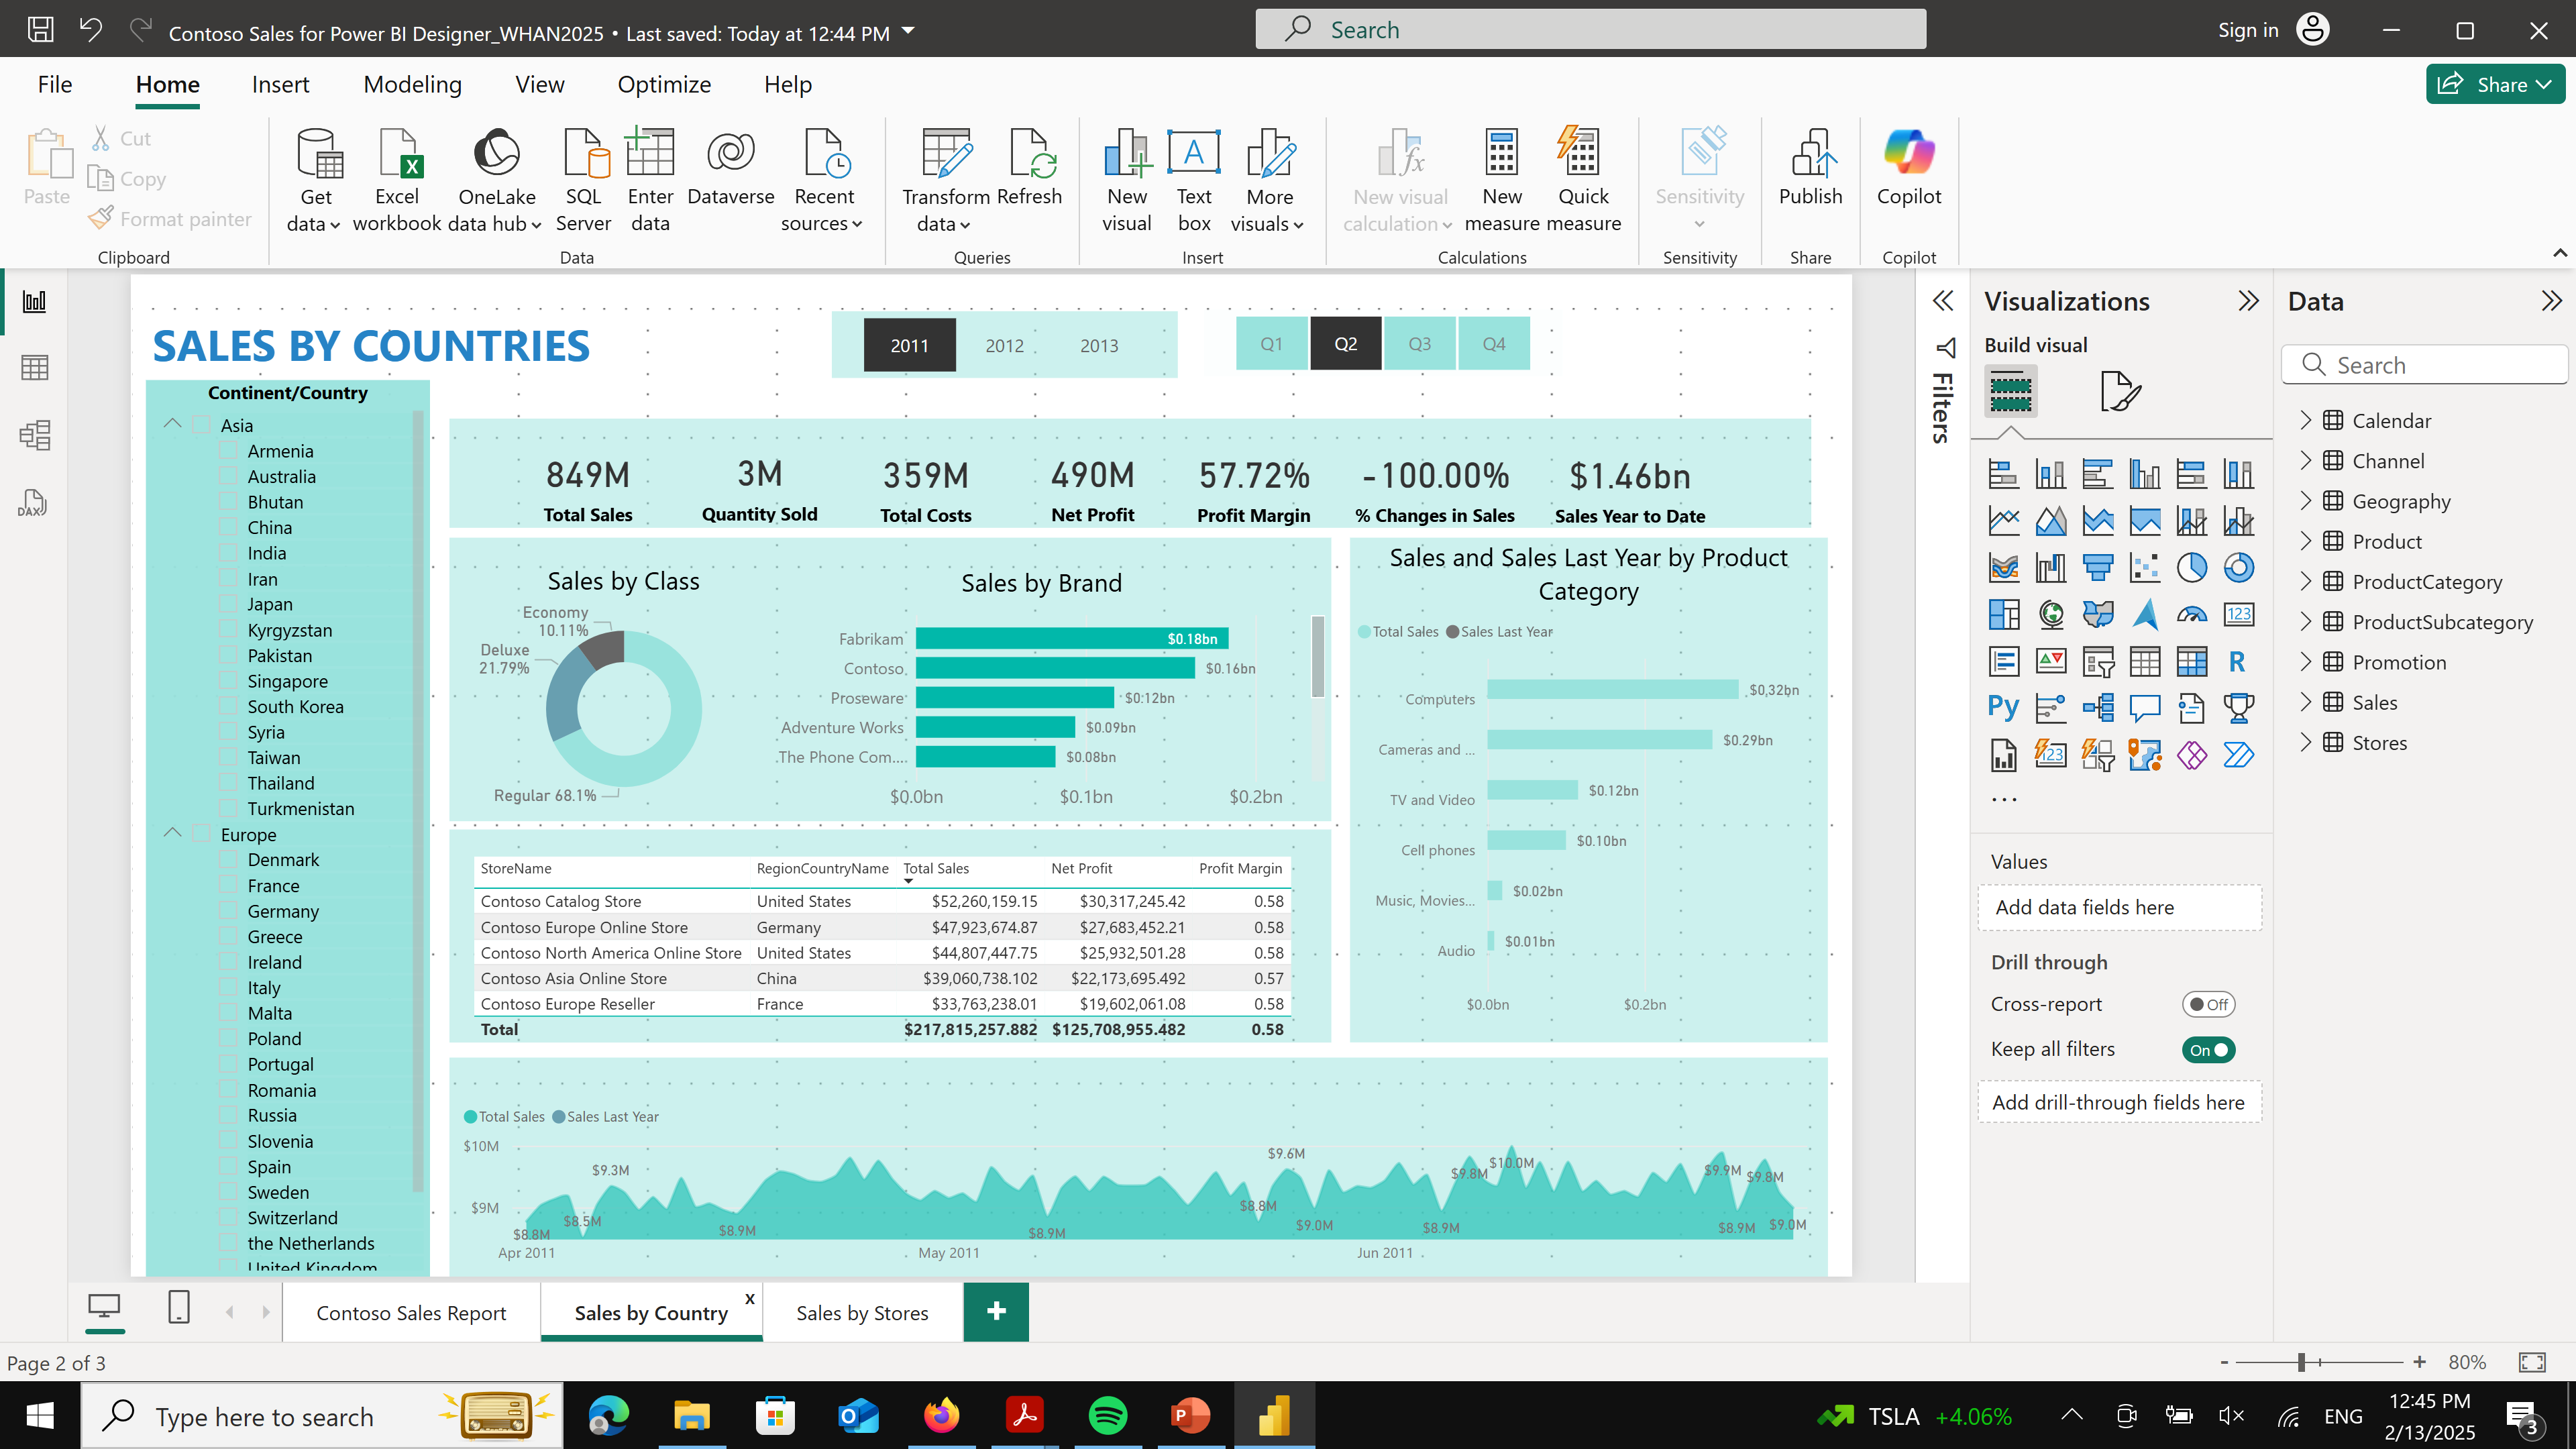 Contoso Sales for Power BI Designer_WHAN2025 • Last saved: Today at 12:44 PM
Search
Sign in
File
Home
Insert
Modeling
View
Optimize
Help
Share
Paste
Cut
Copy
Format painter
Clipboard
Get data
Excel workbook
OneLake data hub
SQL Server
Enter data
Dataverse
Recent sources
Data
Transform data
Refresh
Queries
New visual
Text box
More visuals
Insert
New visual calculation
New measure
Quick measure
Calculations
Sensitivity
Sensitivity
Publish
Share
Copilot
Copilot
DAX
SALES BY COUNTRIES
2011 2012 2013
Q1 Q2 Q3 Q4
Continent/Country
Asia
Armenia
Australia
Bhutan
China
India
Iran
Japan
Kyrgyzstan
Pakistan
Singapore
South Korea
Syria
Taiwan
Thailand
Turkmenistan
Europe
Denmark
France
Germany
Greece
Ireland
Italy
Malta
Poland
Portugal
Romania
Russia
Slovenia
Spain
Sweden
Switzerland
the Netherlands
United Kingdom
849M
Total Sales
3M
Quantity Sold
359M
Total Costs
490M
Net Profit
57.72%
Profit Margin
-100.00%
% Changes in Sales
$1.46bn
Sales Year to Date
Sales by Class
Economy
10.11%
Deluxe
21.79%
Regular 68.1%
Sales by Brand
Fabrikam $0.18bn
Contoso $0.16bn
Proseware $0.12bn
Adventure Works $0.09bn
The Phone Com.... $0.08bn
$0.0bn $0.1bn $0.2bn
Sales and Sales Last Year by Product
Category
Total Sales Sales Last Year
Computers $0.32bn
Cameras and ... $0.29bn
TV and Video $0.12bn
Cell phones $0.10bn
Music, Movies... $0.02bn
Audio $0.01bn
$0.0bn $0.2bn
StoreName RegionCountryName Total Sales Net Profit Profit Margin
Contoso Catalog Store United States $52,260,159.15 $30,317,245.42 0.58
Contoso Europe Online Store Germany $47,923,674.87 $27,683,452.21 0.58
Contoso North America Online Store United States $44,807,447.75 $25,932,501.28 0.58
Contoso Asia Online Store China $39,060,738.102 $22,173,695.492 0.57
Contoso Europe Reseller France $33,763,238.01 $19,602,061.08 0.58
Total $217,815,257.882 $125,708,955.482 0.58
Total Sales Sales Last Year
$10M
$9M
$8.8M
$8.5M
$9.3M
$8.9M
$8.9M
$8.8M
$9.6M
$9.0M
$8.9M
$9.8M
$10.0M
$9.9M
$8.9M
$9.8M
$9.0M
Apr 2011 May 2011 Jun 2011
Filters
Visualizations
Build visual
123
R
Py
123
...
Values
Add data fields here
Drill through
Cross-report
Off
Keep all filters
On
Add drill-through fields here
Data
Search
Calendar
Channel
Geography
Product
ProductCategory
ProductSubcategory
Promotion
Sales
Stores
Contoso Sales Report
Sales by Country
x
Sales by Stores
+
Page 2 of 3
- + 80%
Type here to search
TSLA +4.06%
ENG
12:45 PM
2/13/2025
3